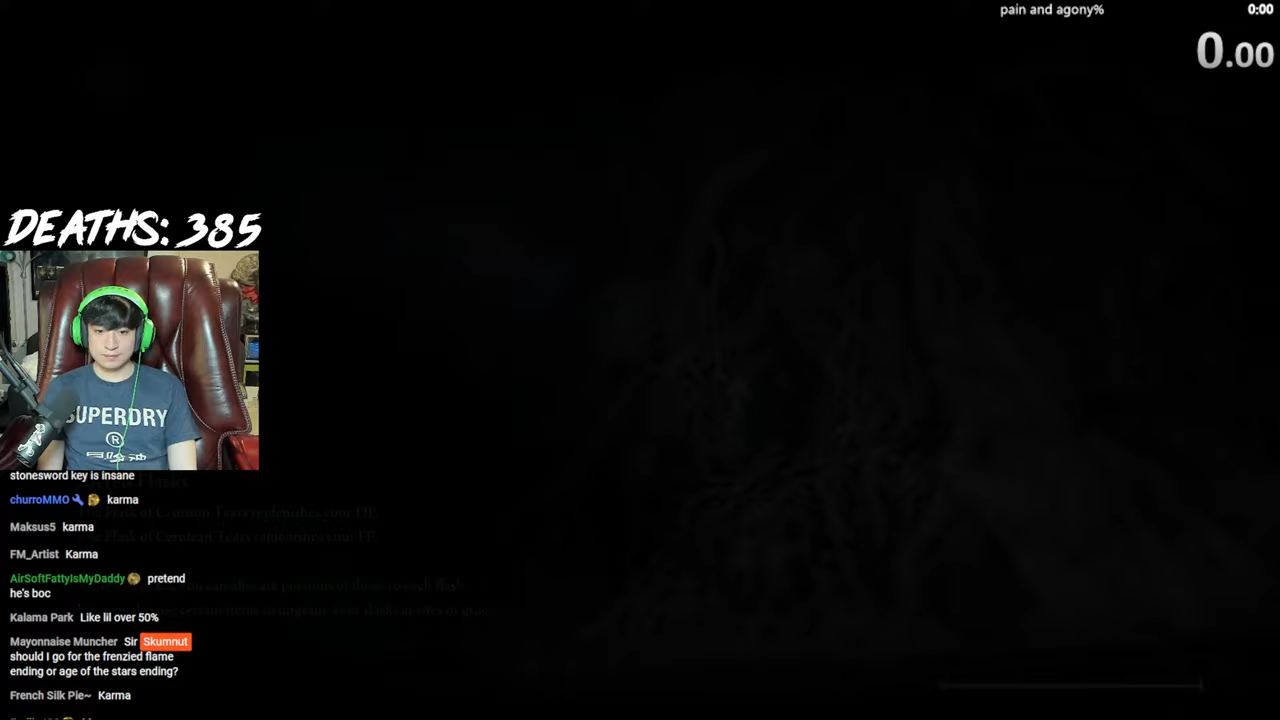 pain and agony%
0:00
0.00
DEATHS: 385
SUPERDRY
®
stonesword key is insane
churroMMO karma
Maksus5 karma
FM_Artist Karma
AirSoftFattyIsMyDaddy pretend
he's boc
Kalama Park Like lil over 50%
Mayonnaise Muncher Sir Skumnut
should I go for the frenzied flame
ending or age of the stars ending?
French Silk Pie~ Karma
The Flask of Crimson Tears replenishes your HP.
The Flask of Cerulean Tears replenishes your FP.